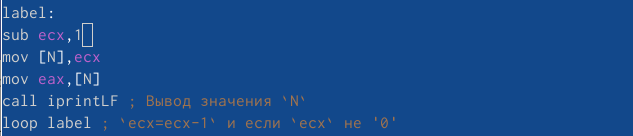 label:
sub ecx,1
mov [N],ecx
mov eax,[N]
call iprintLF ; Вывод значения `N`
loop label ; `ecx=ecx-1` и если `ecx` не '0'